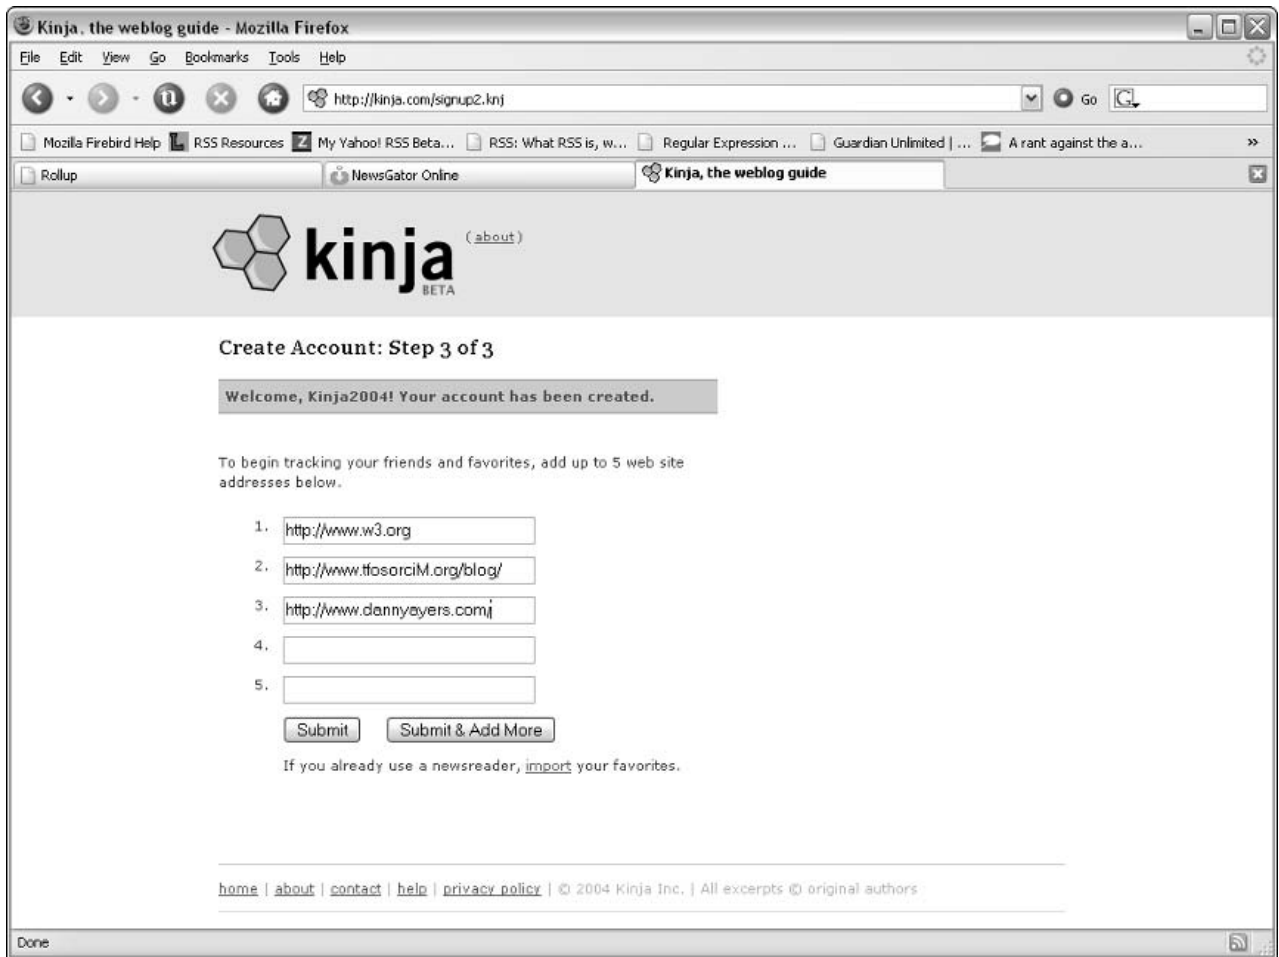 Kinja, the weblog guide - Mozilla Firefox
File Edit View Go Bookmarks Tools Help
http://kinja.com/signup2.knj Go G
Mozilla Firebird Help RSS Resources My Yahoo! RSS Beta... RSS: What RSS is, w... Regular Expression ... Guardian Unlimited | ... A rant against the a... »
Rollup NewsGator Online Kinja, the weblog guide
kinja (about)
BETA
Create Account: Step 3 of 3
Welcome, Kinja2004! Your account has been created.
To begin tracking your friends and favorites, add up to 5 web site
addresses below.
1. http://www.w3.org
2. http://www.tfosorciM.org/blog/
3. http://www.dannyayers.com/
4.
5.
Submit Submit & Add More
If you already use a newsreader, import your favorites.
home | about | contact | help | privacy policy | © 2004 Kinja Inc. | All excerpts © original authors
Done